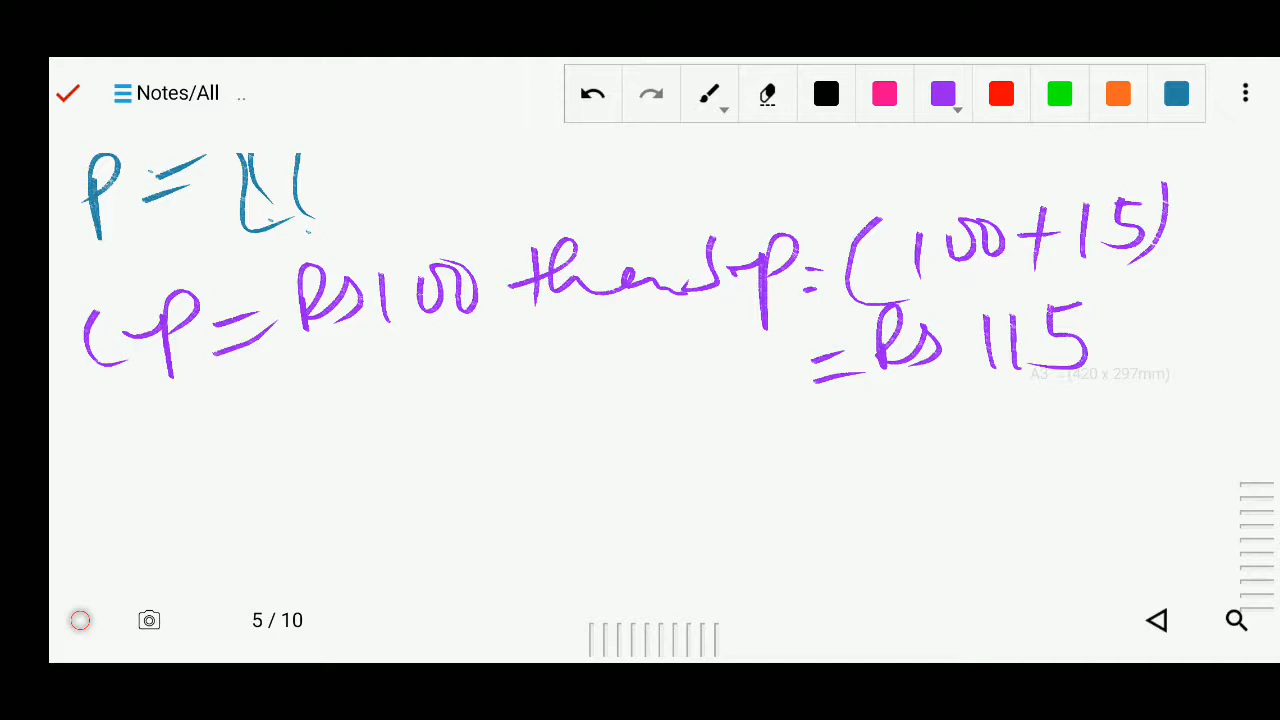 Notes/All ..
P =
CP = Rs 100 then SP = (100+15)
= Rs 115
A3 - (420 x 297mm)
5 / 10